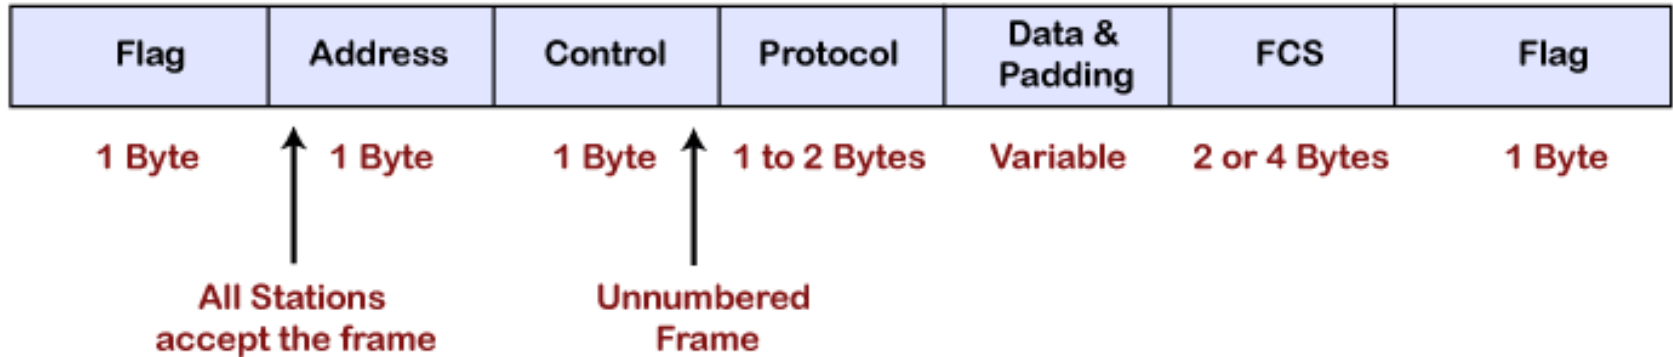 Flag Address Control Protocol Data & Padding FCS Flag
1 Byte 1 Byte 1 Byte 1 to 2 Bytes Variable 2 or 4 Bytes 1 Byte
All Stations
accept the frame
Unnumbered
Frame